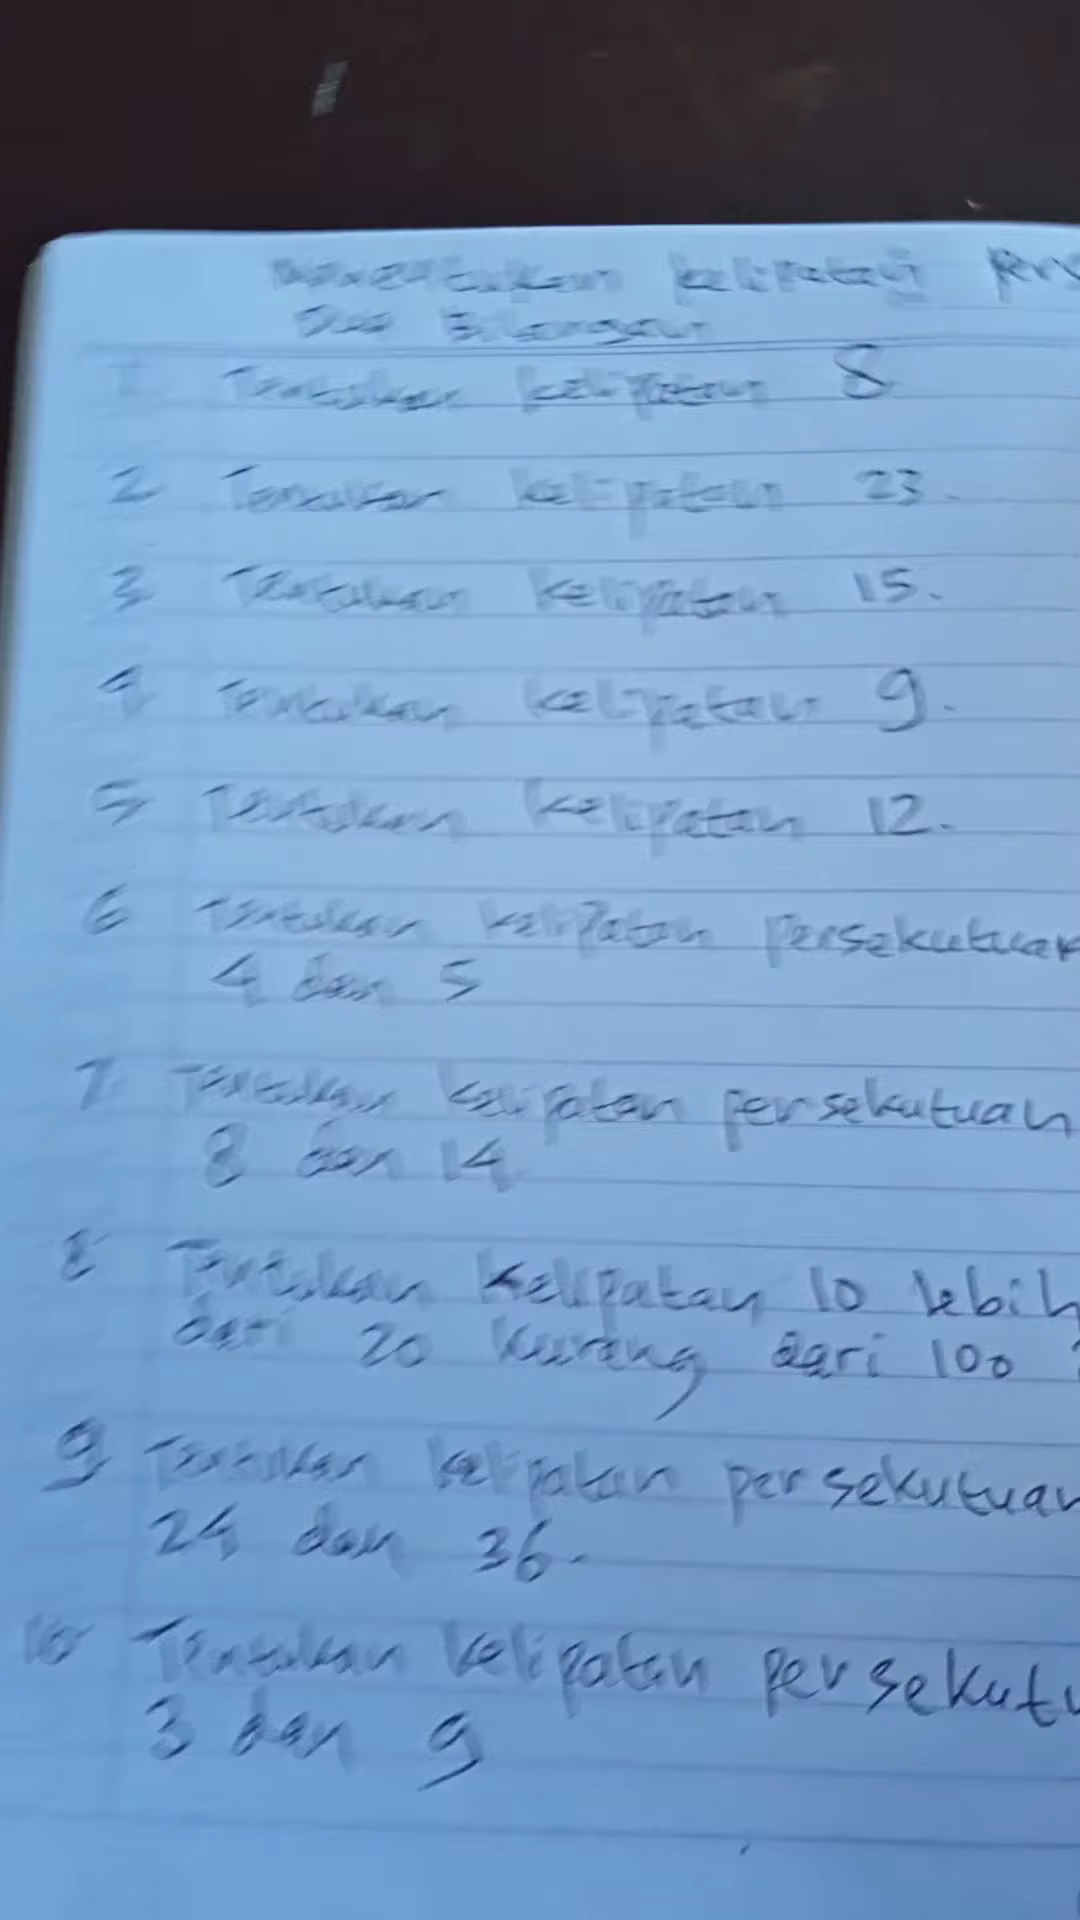 Menentukan kelipatan pers
Dua Bilangan
1 Tentukan kelipatan 8
2 Tentukan kelipatan 23.
3 Tentukan kelipatan 15.
4 Tentukan kelipatan 9.
5 Tentukan kelipatan 12.
6 Tentukan kelipatan persekutuan
4 dan 5
7 Tentukan kelipatan persekutuan
8 dan 14
8 Tentukan kelipatan 10 lebih
dari 20 kurang dari 100 ?
9 Tentukan kelipatan persekutuan
24 dan 36.
10 Tentukan kelipatan persekutu
3 dan 9